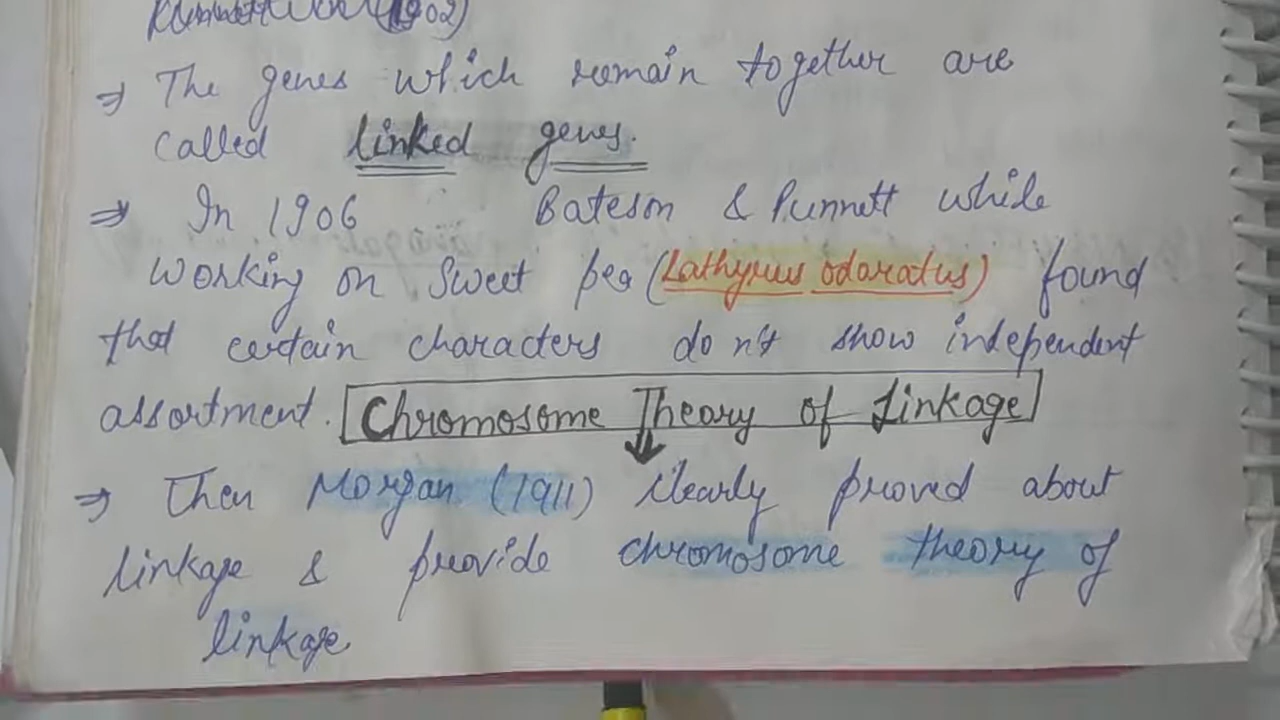 (1902)
⇒ The genes which remain together are
called linked genes.
⇒ In 1906 Bateson & Punnett while
working on sweet pea (Lathyrus odoratus) found
that certain characters don't show independent
assortment. Chromosome Theory of Linkage
⇒ Then Morgan (1911) clearly proved about
linkage & provide chromosome theory of
linkage